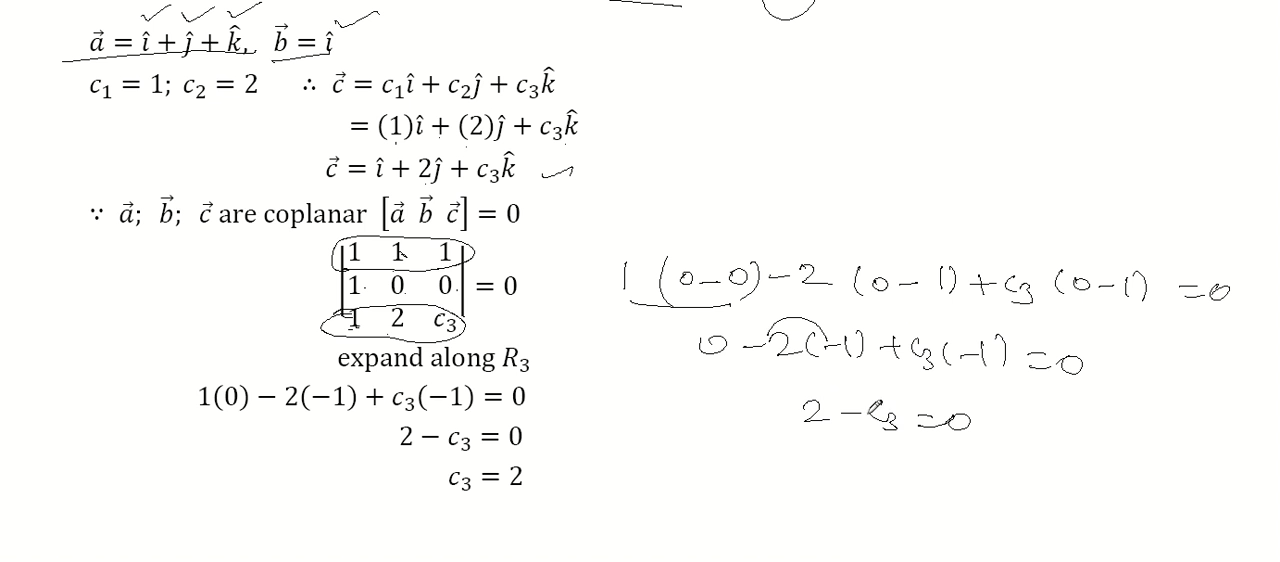 a⃗ = î + ĵ + k̂, b⃗ = î
c₁ = 1; c₂ = 2 ∴ c⃗ = c₁î + c₂ĵ + c₃k̂
= (1)î + (2)ĵ + c₃k̂
c⃗ = î + 2ĵ + c₃k̂
∵ a⃗; b⃗; c⃗ are coplanar [a⃗ b⃗ c⃗] = 0
|1 1 1|
|1 0 0| = 0
|1 2 c₃|
expand along R₃
1(0) − 2(−1) + c₃(−1) = 0
2 − c₃ = 0
c₃ = 2
1 (0−0) − 2 (0−1) + c₃ (0−1) = 0
0 − 2(−1) + c₃(−1) = 0
2 − c₃ = 0